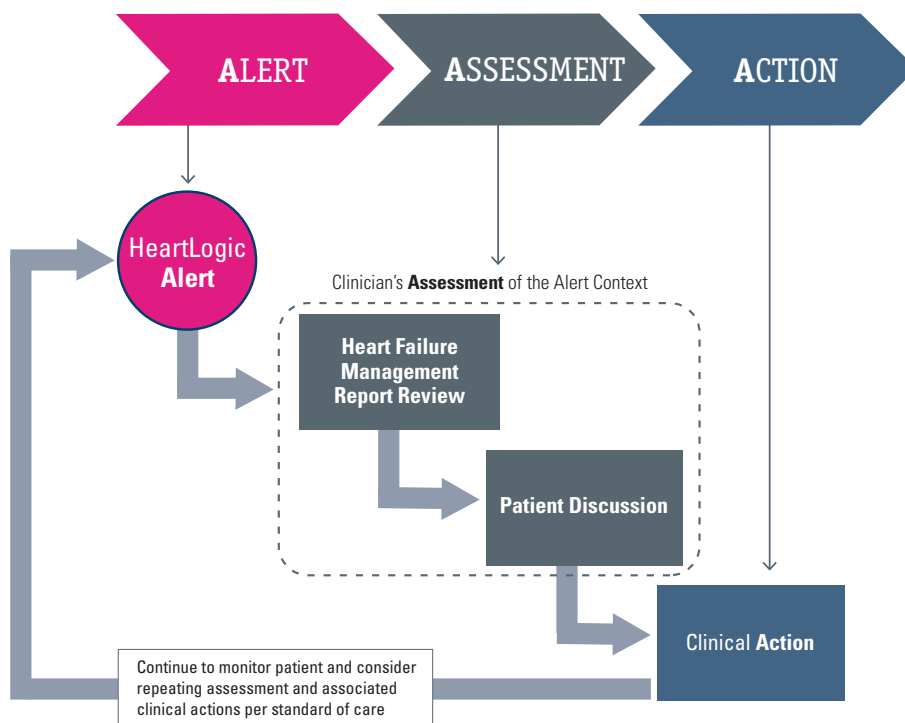 ALERT
ASSESSMENT
ACTION
HeartLogic
Alert
Clinician's Assessment of the Alert Context
Heart Failure
Management
Report Review
Patient Discussion
Clinical Action
Continue to monitor patient and consider
repeating assessment and associated
clinical actions per standard of care